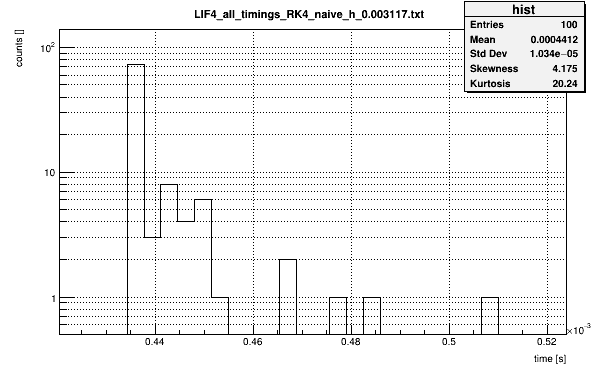 LIF4_all_timings_RK4_naive_h_0.003117.txt
hist
Entries 100
Mean 0.0004412
Std Dev 1.034e−05
Skewness 4.175
Kurtosis 20.24
counts []
10²
10
1
0.44 0.46 0.48 0.5 0.52
×10⁻³
time [s]